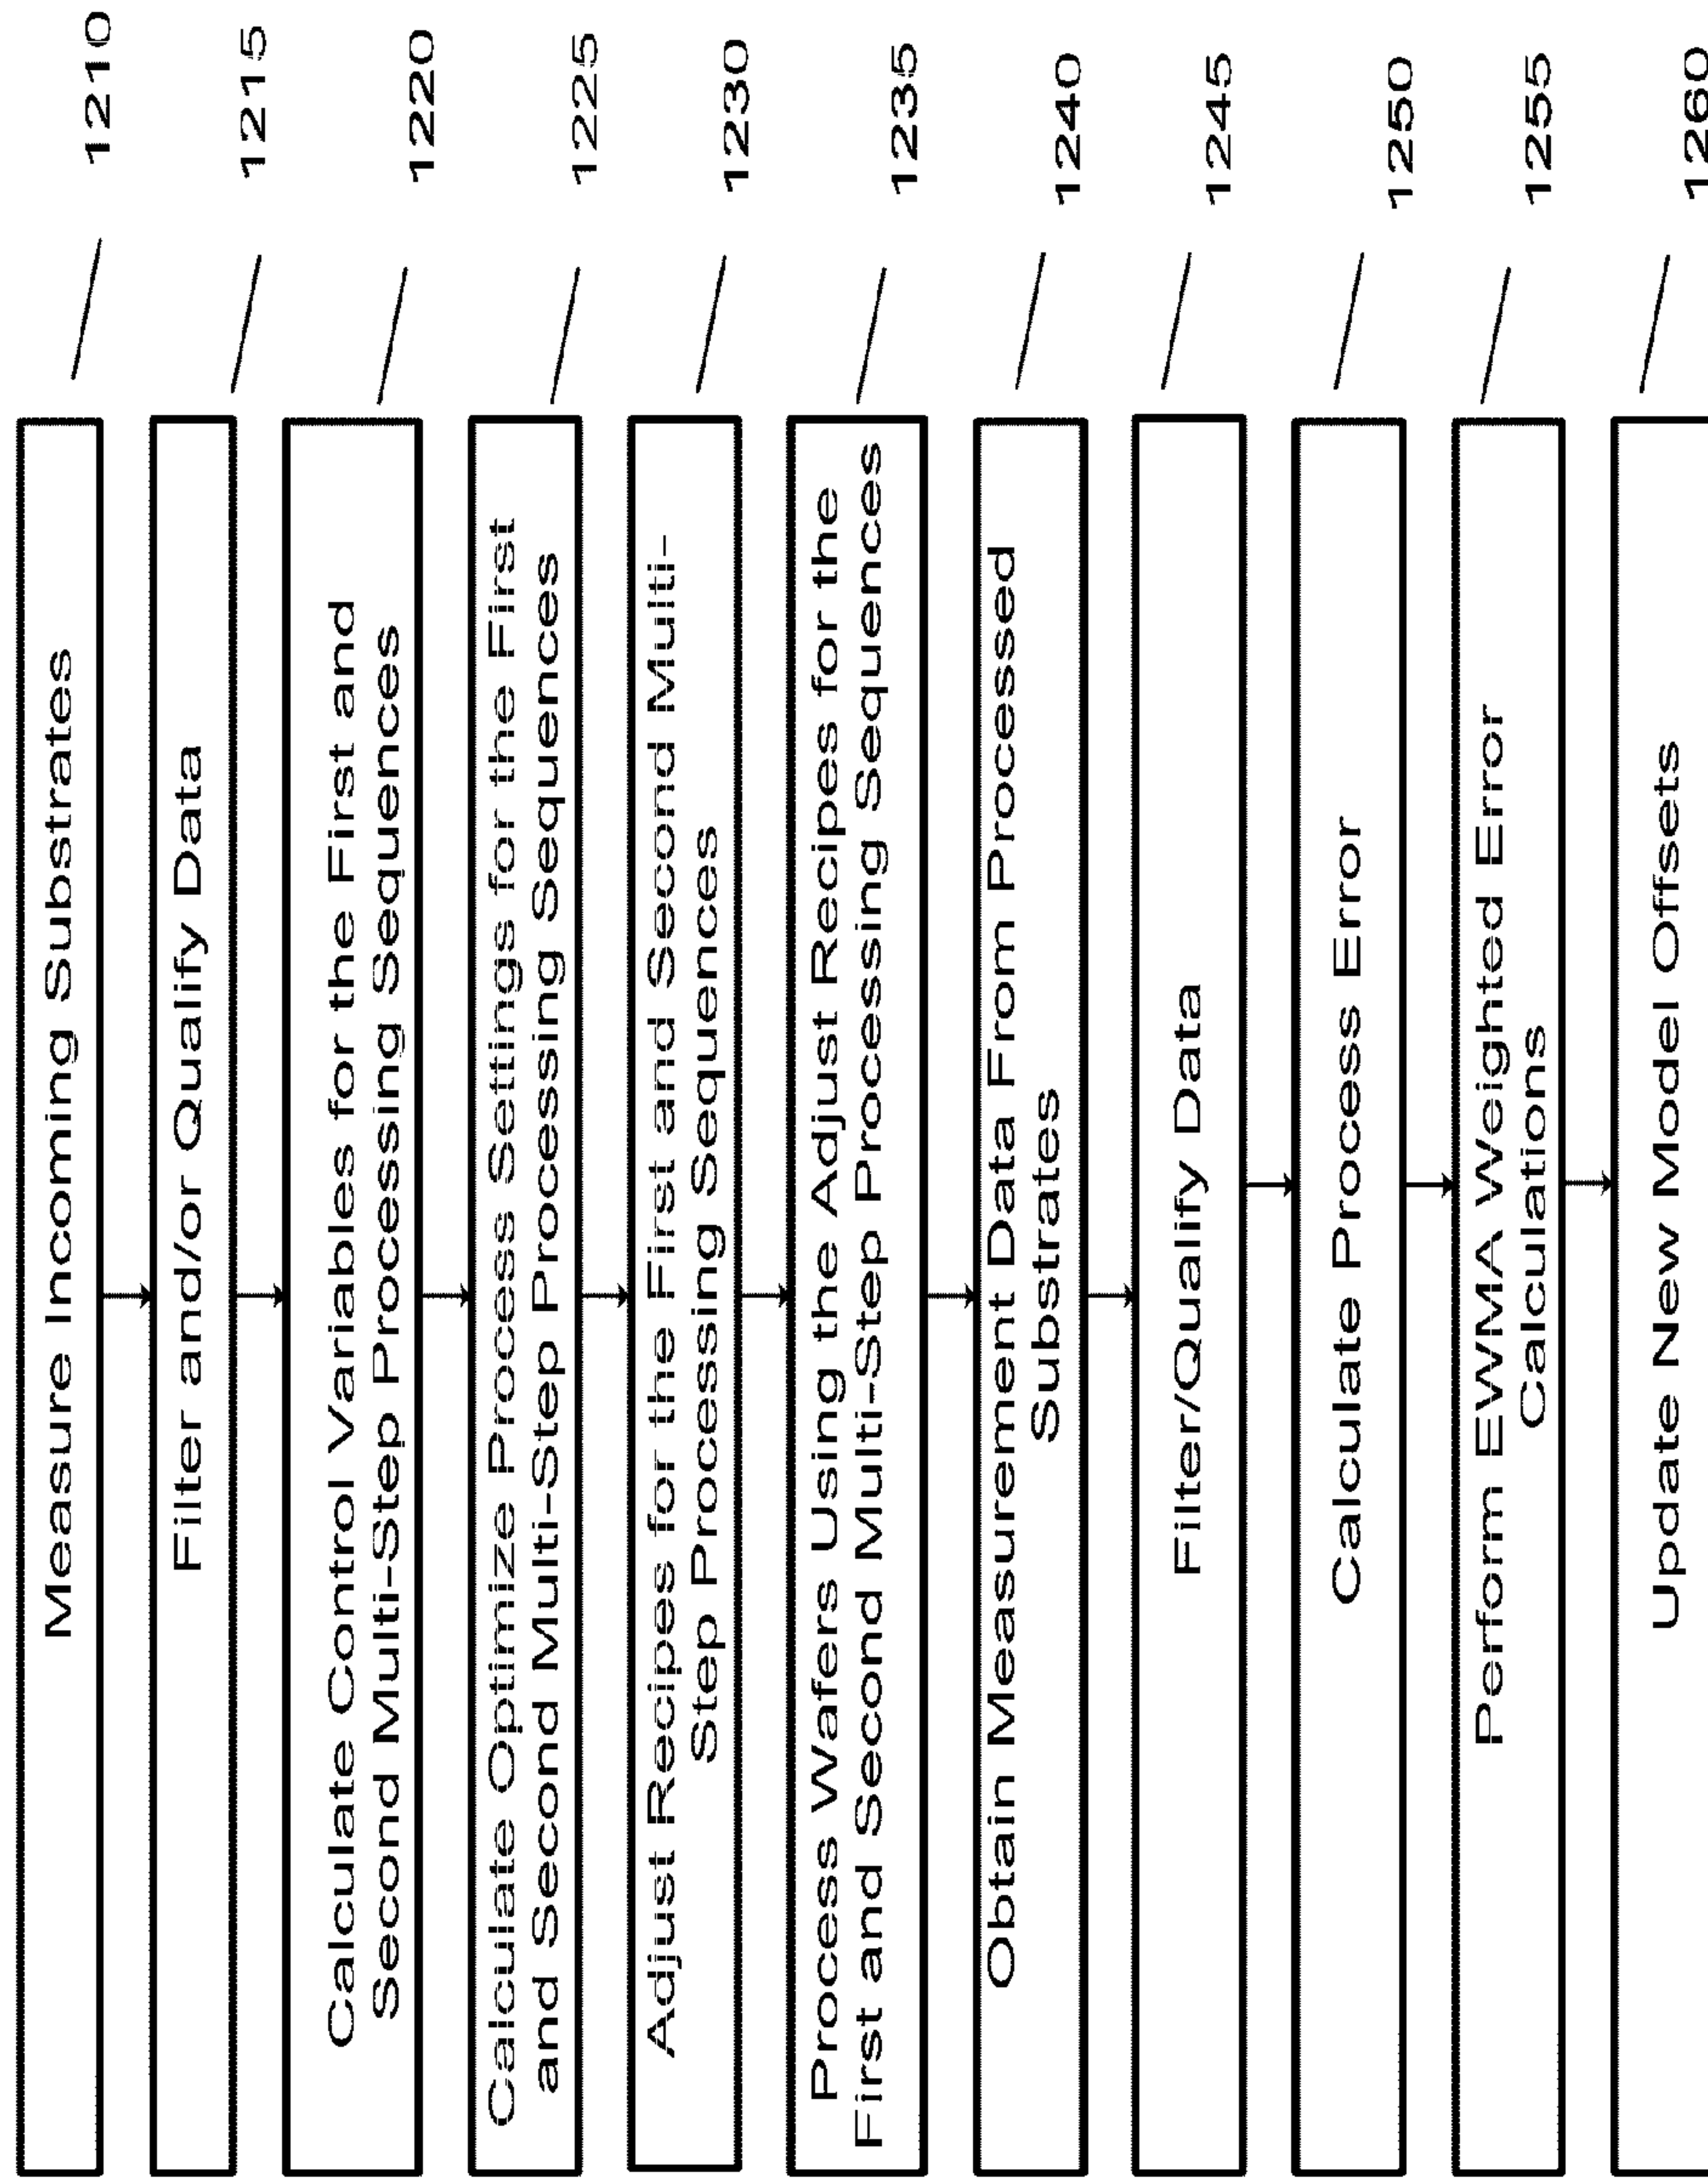 Measure Incoming Substrates
1210
Filter and/or Qualify Data
1215
Calculate Control Variables for the First and
Second Multi-Step Processing Sequences
1220
Calculate Optimize Process Settings for the First
and Second Multi-Step Processing Sequences
1225
Adjust Recipes for the First and Second Multi-
Step Processing Sequences
1230
Process Wafers Using the Adjust Recipes for the
First and Second Multi-Step Processing Sequences
1235
Obtain Measurement Data From Processed
Substrates
1240
Filter/Qualify Data
1245
Calculate Process Error
1250
Perform EWMA Weighted Error
Calculations
1255
Update New Model Offsets
1260